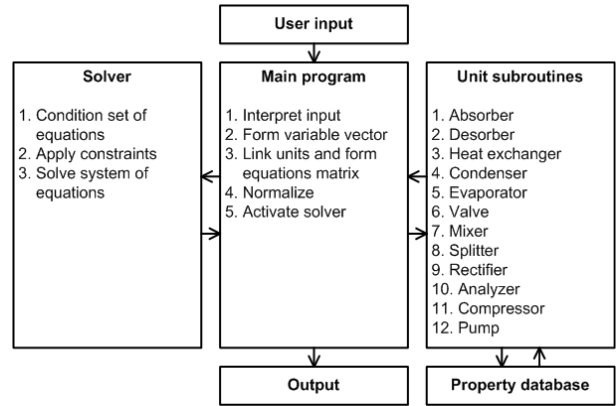 User input
Solver
1. Condition set of
equations
2. Apply constraints
3. Solve system of
equations
Main program
1. Interpret input
2. Form variable vector
3. Link units and form
equations matrix
4. Normalize
5. Activate solver
Unit subroutines
1. Absorber
2. Desorber
3. Heat exchanger
4. Condenser
5. Evaporator
6. Valve
7. Mixer
8. Splitter
9. Rectifier
10. Analyzer
11. Compressor
12. Pump
Output
Property database